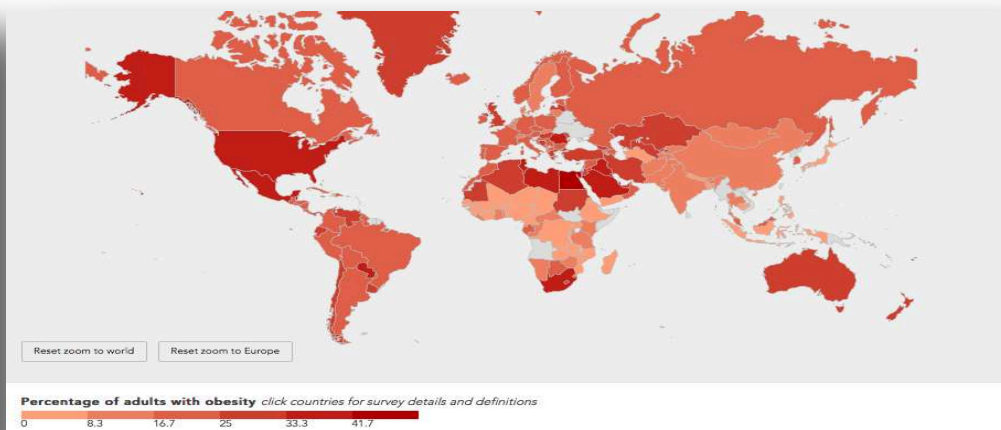 Reset zoom to world Reset zoom to Europe
Percentage of adults with obesity click countries for survey details and definitions
0 8.3 16.7 25 33.3 41.7